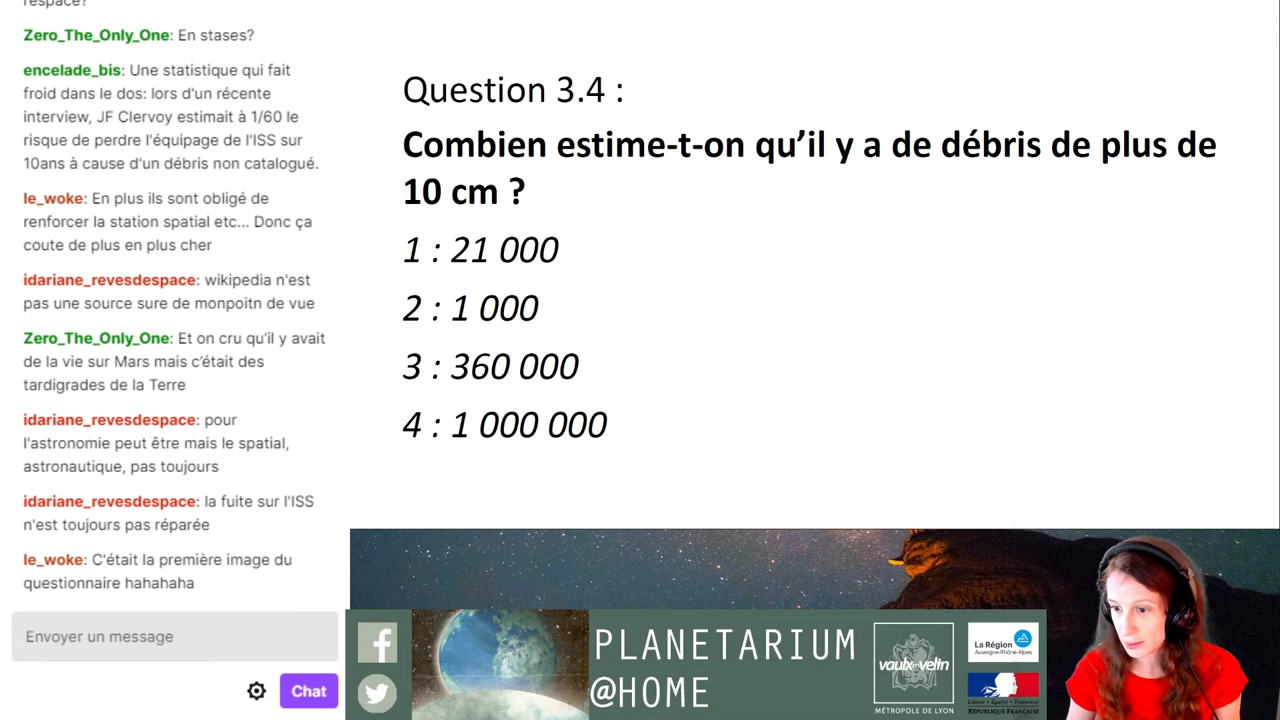 l'espace?
Zero_The_Only_One: En stases?
encelade_bis: Une statistique qui fait
froid dans le dos: lors d'un récente
interview, JF Clervoy estimait à 1/60 le
risque de perdre l'équipage de l'ISS sur
10ans à cause d'un débris non catalogué.
le_woke: En plus ils sont obligé de
renforcer la station spatial etc... Donc ça
coute de plus en plus cher
idariane_revesdespace: wikipedia n'est
pas une source sure de monpoitn de vue
Zero_The_Only_One: Et on cru qu'il y avait
de la vie sur Mars mais c'était des
tardigrades de la Terre
idariane_revesdespace: pour
l'astronomie peut être mais le spatial,
astronautique, pas toujours
idariane_revesdespace: la fuite sur l'ISS
n'est toujours pas réparée
le_woke: C'était la première image du
questionnaire hahahaha
Envoyer un message
Chat
Question 3.4 :
Combien estime-t-on qu’il y a de débris de plus de
10 cm ?
1 : 21 000
2 : 1 000
3 : 360 000
4 : 1 000 000
PLANETARIUM
@HOME
vaulx en velin
MÉTROPOLE DE LYON
La Région
Auvergne-Rhône-Alpes
Liberté • Égalité • Fraternité
RÉPUBLIQUE FRANÇAISE